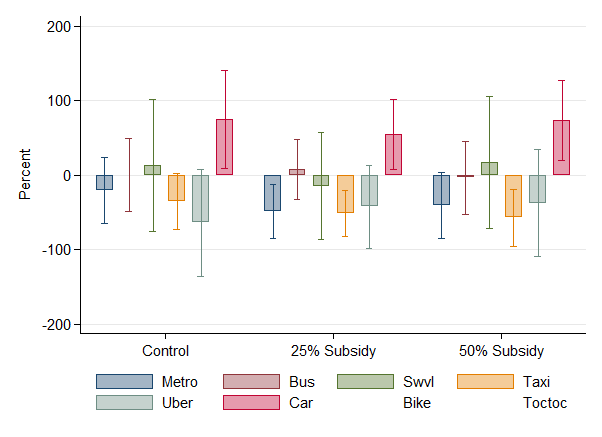 200
100
0
-100
-200
Percent
Control 25% Subsidy 50% Subsidy
Metro Bus Swvl Taxi
Uber Car Bike Toctoc